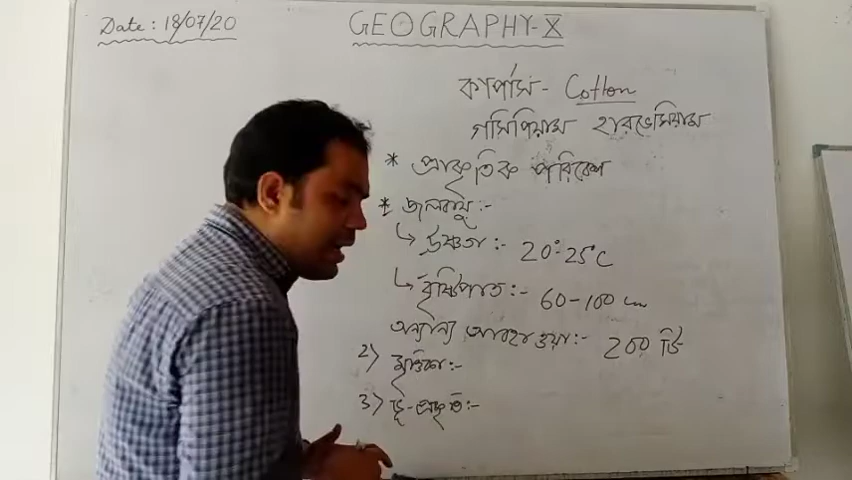 Date: 18/07/20
GEOGRAPHY-X
কার্পাস - Cotton
গসিপিয়াম হারভেসিয়াম
* প্রাকৃতিক পরিবেশ
* জলবায়ু :-
↳ উষ্ণতা :- 20°-25°C
↳ বৃষ্টিপাত :- 60-100 cm
অন্যান্য আবহাওয়া :- 200 টি
2) মৃত্তিকা :-
3) ভূ-প্রকৃতি :-